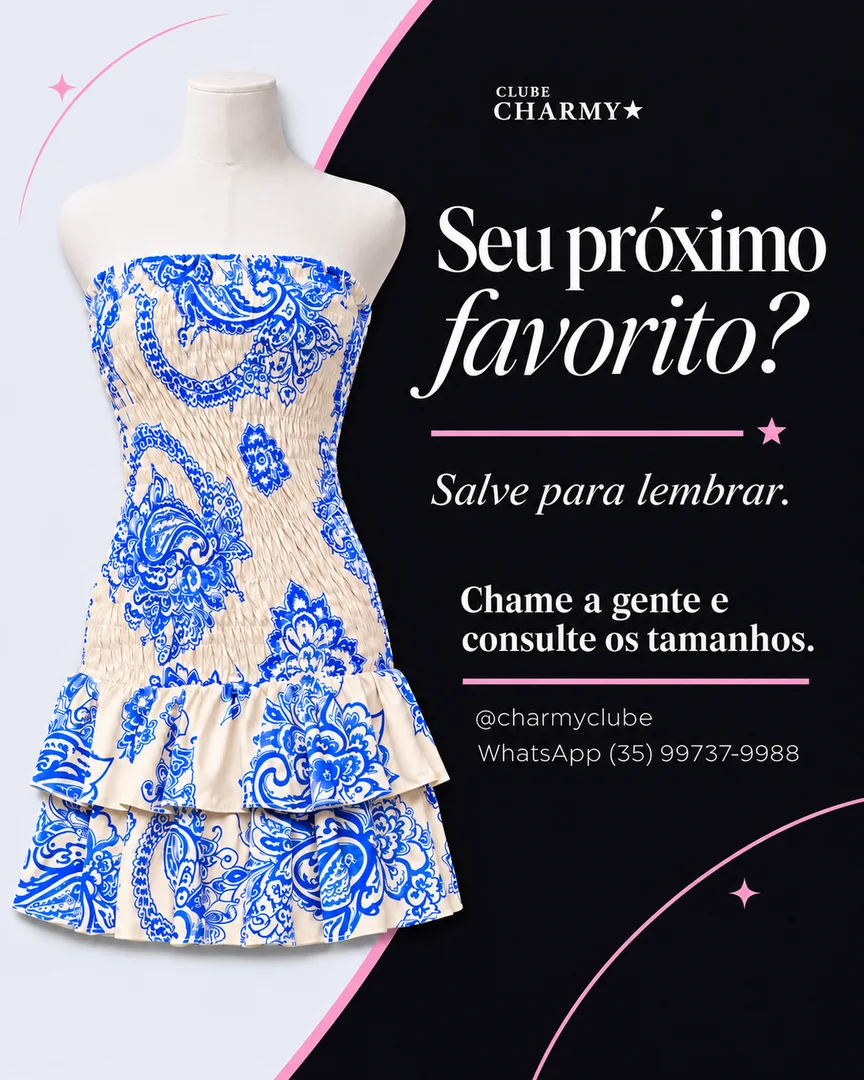 CLUBE
CHARMY★
Seu próximo
favorito?
Salve para lembrar.
Chame a gente e
consulte os tamanhos.
@charmyclube
WhatsApp (35) 99737-9988